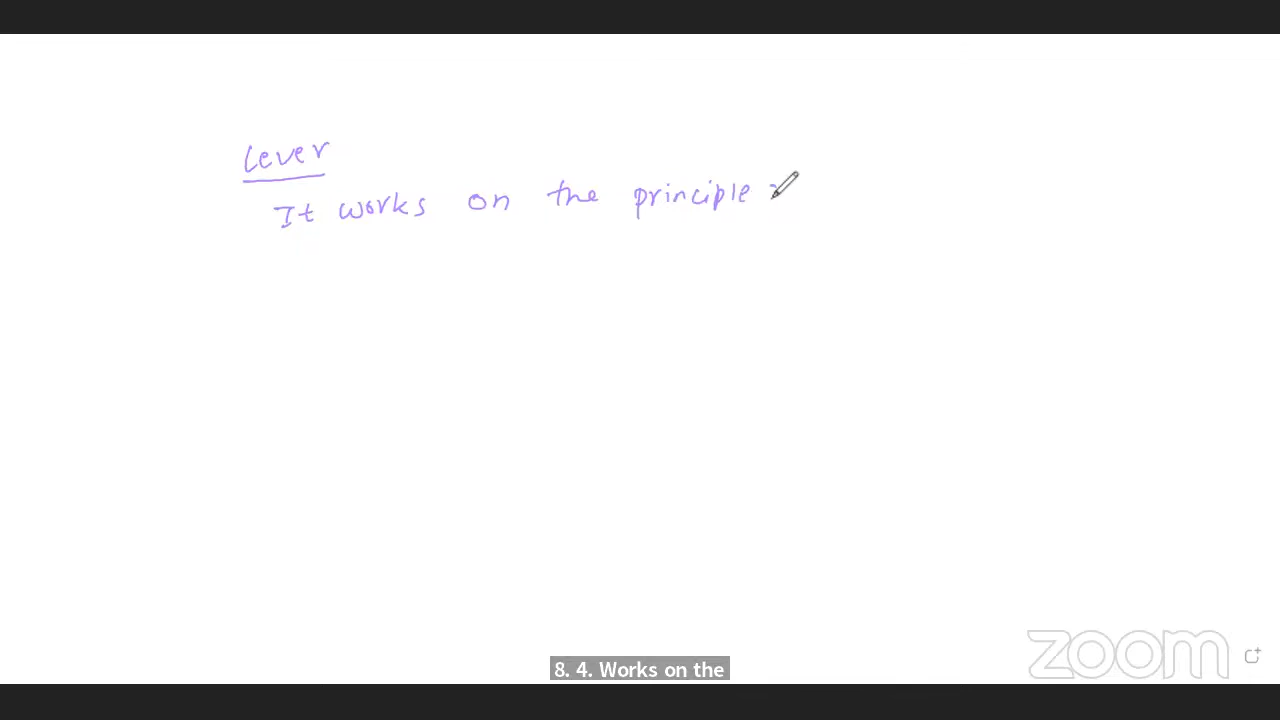 Lever
It works on the principle
zoom
8. 4. Works on the